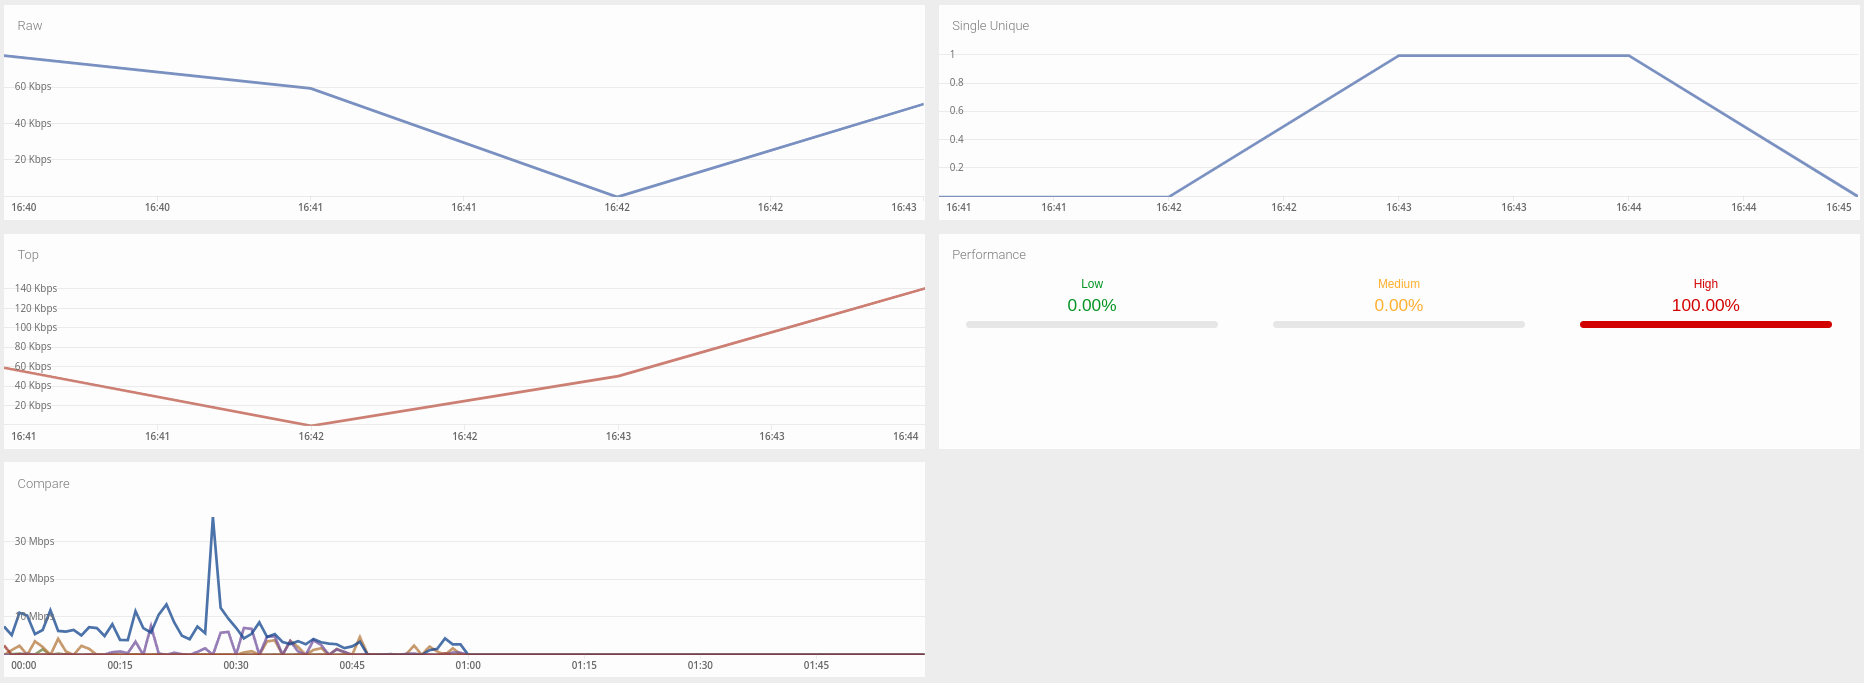 Raw
60 Kbps
40 Kbps
20 Kbps
16:40 16:40 16:41 16:41 16:42 16:42 16:43
Single Unique
1
0.8
0.6
0.4
0.2
16:41 16:41 16:42 16:42 16:43 16:43 16:44 16:44 16:45
Top
140 Kbps
120 Kbps
100 Kbps
80 Kbps
60 Kbps
40 Kbps
20 Kbps
16:41 16:41 16:42 16:42 16:43 16:43 16:44
Performance
Low Medium High
0.00% 0.00% 100.00%
Compare
30 Mbps
20 Mbps
10 Mbps
00:00 00:15 00:30 00:45 01:00 01:15 01:30 01:45